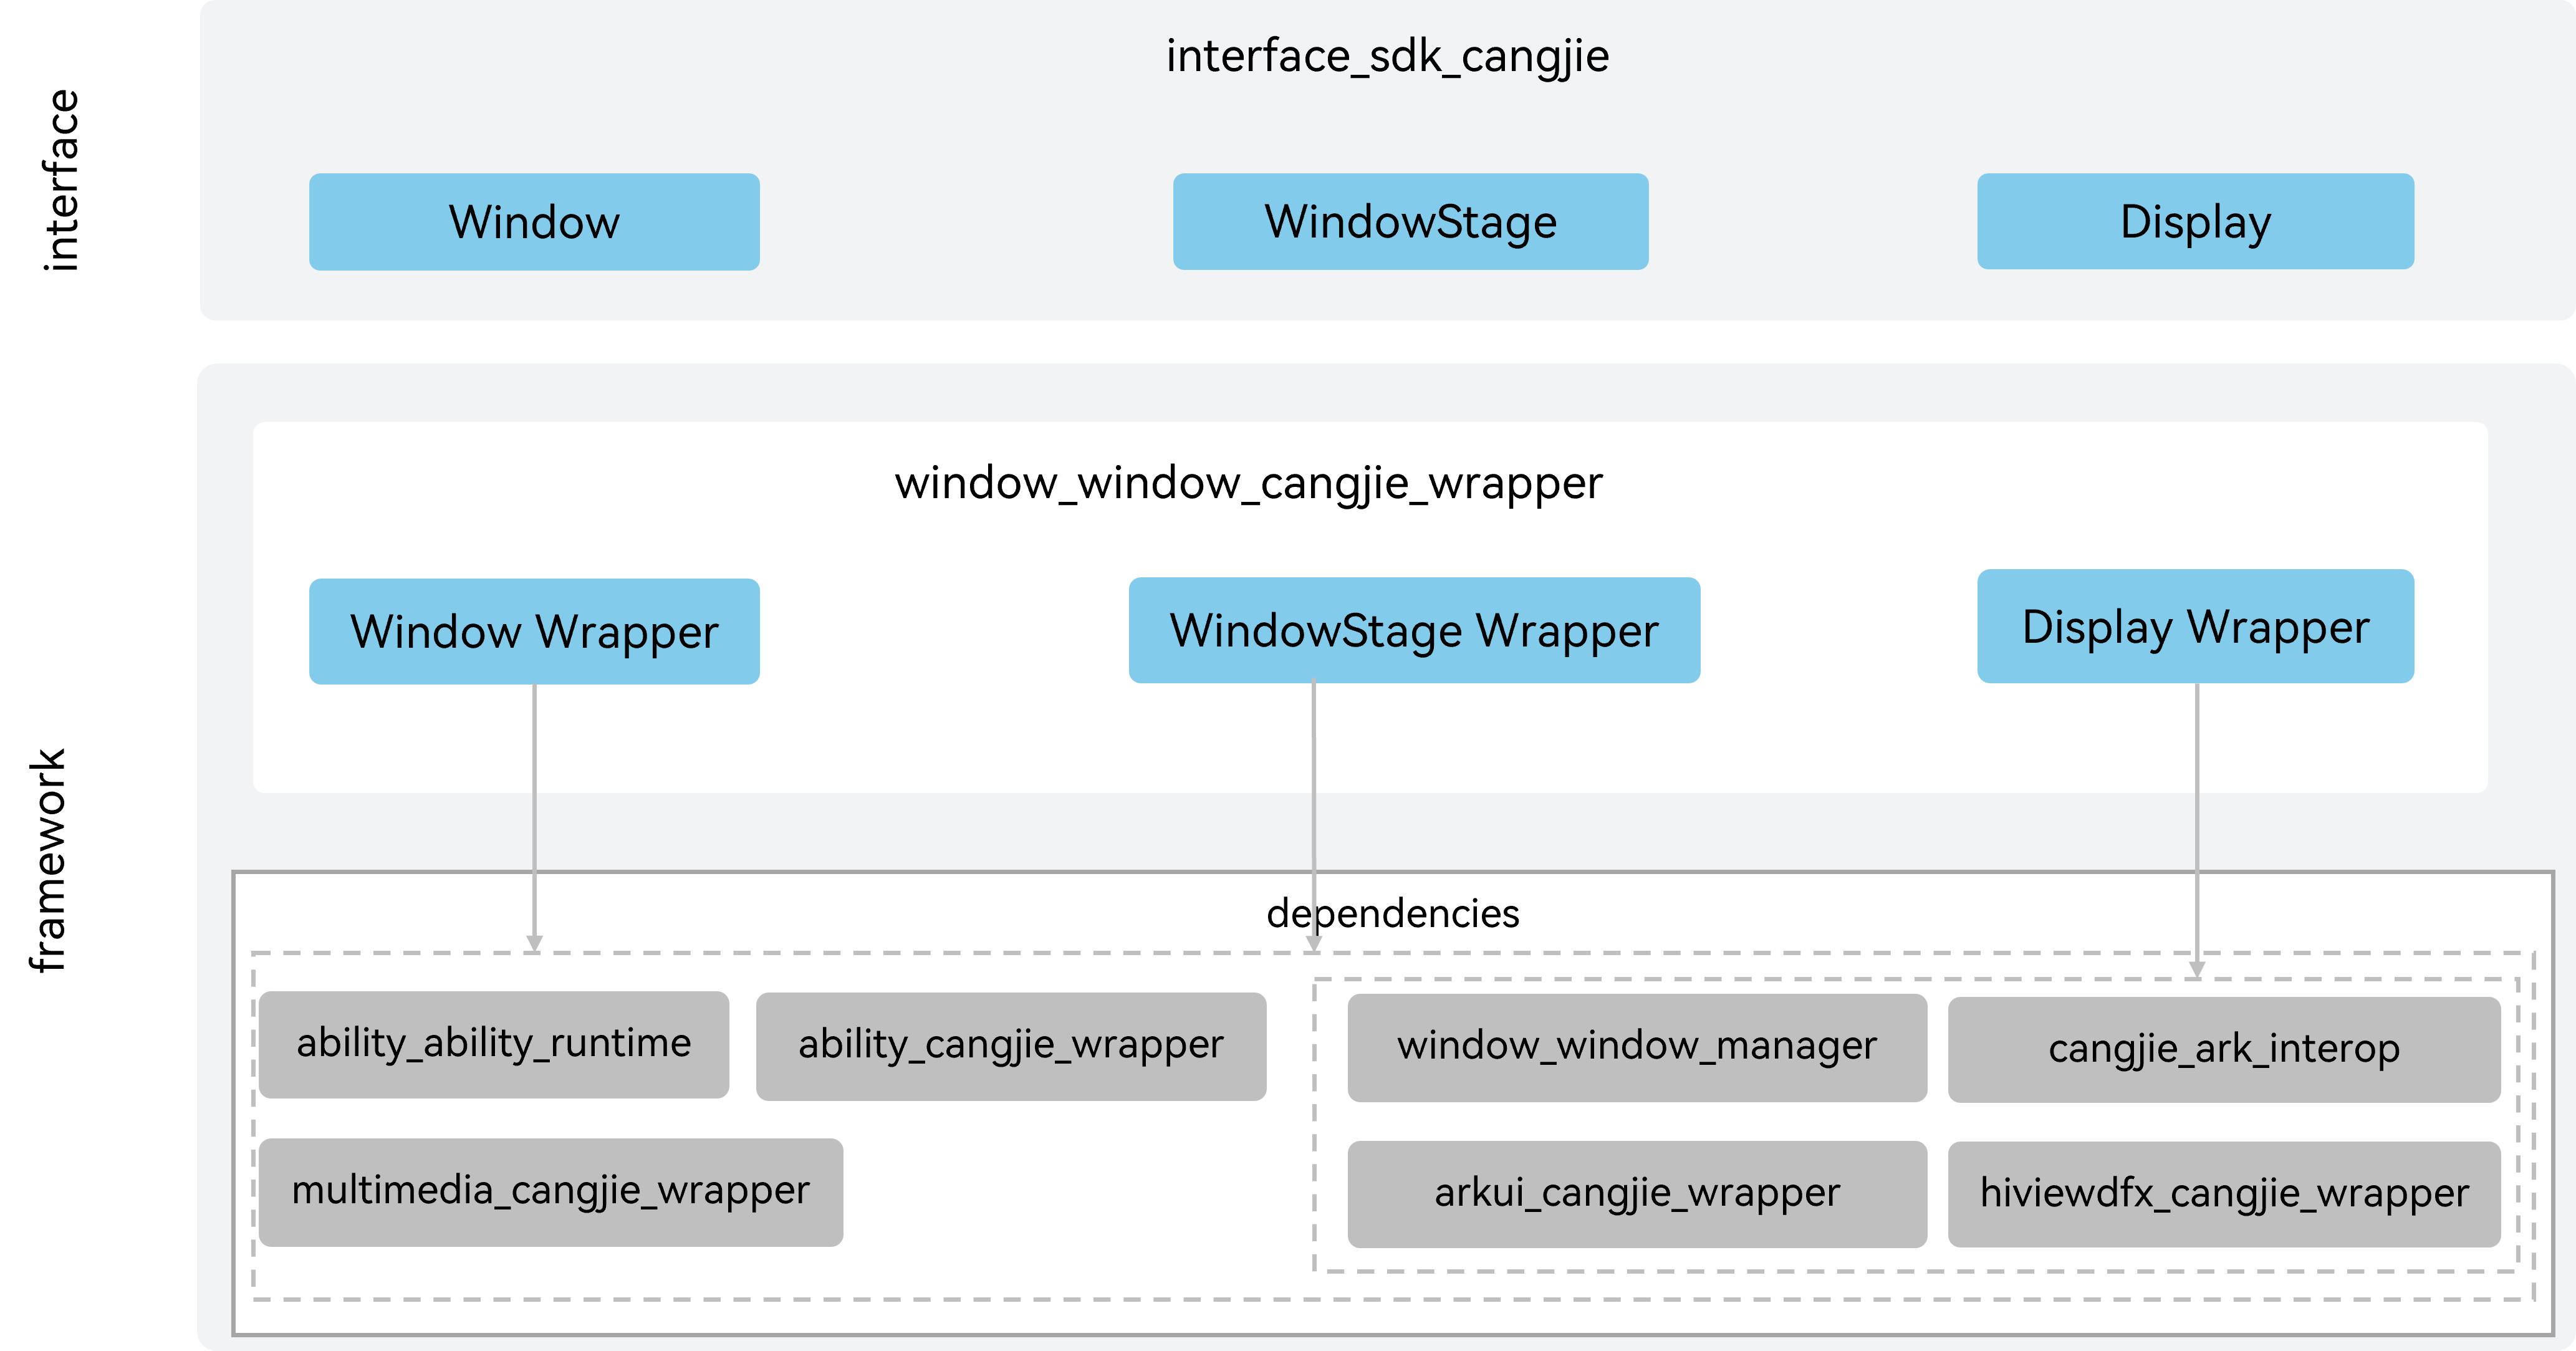 interface
interface_sdk_cangjie
Window
WindowStage
Display
framework
window_window_cangjie_wrapper
Window Wrapper
WindowStage Wrapper
Display Wrapper
dependencies
ability_ability_runtime
ability_cangjie_wrapper
window_window_manager
cangjie_ark_interop
multimedia_cangjie_wrapper
arkui_cangjie_wrapper
hiviewdfx_cangjie_wrapper